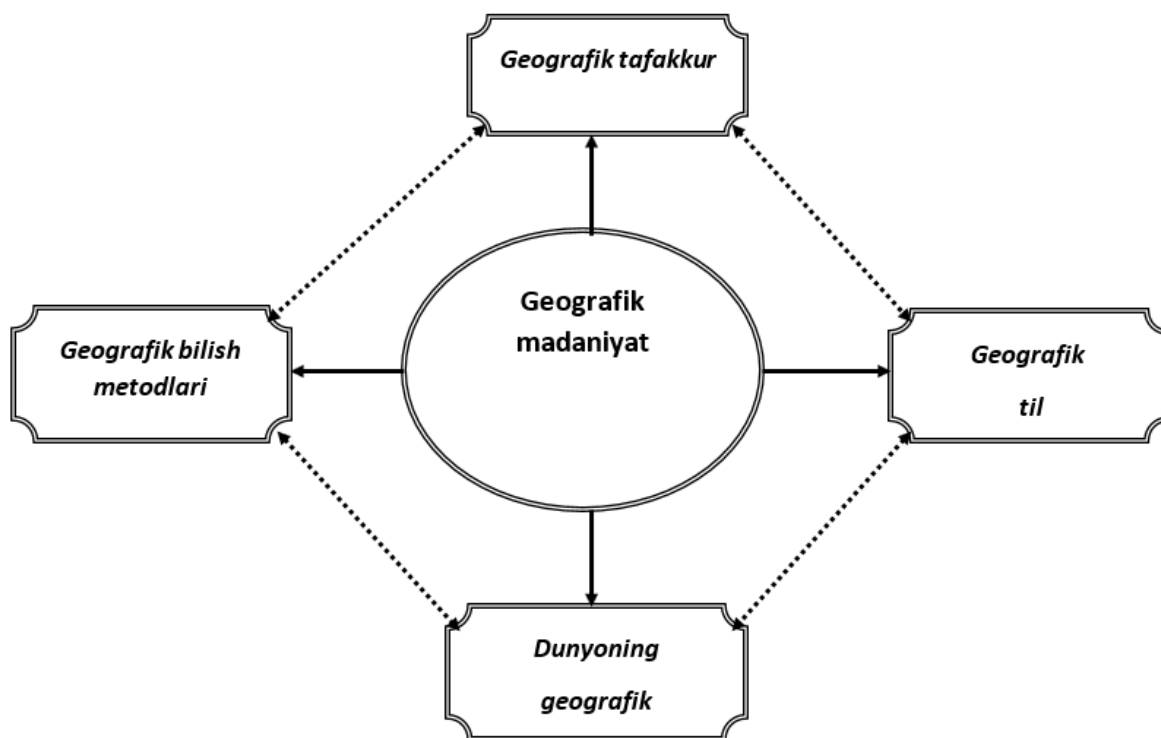 Geografik tafakkur
Geografik
madaniyat
Geografik bilish
metodlari
Geografik
til
Dunyoning
geografik